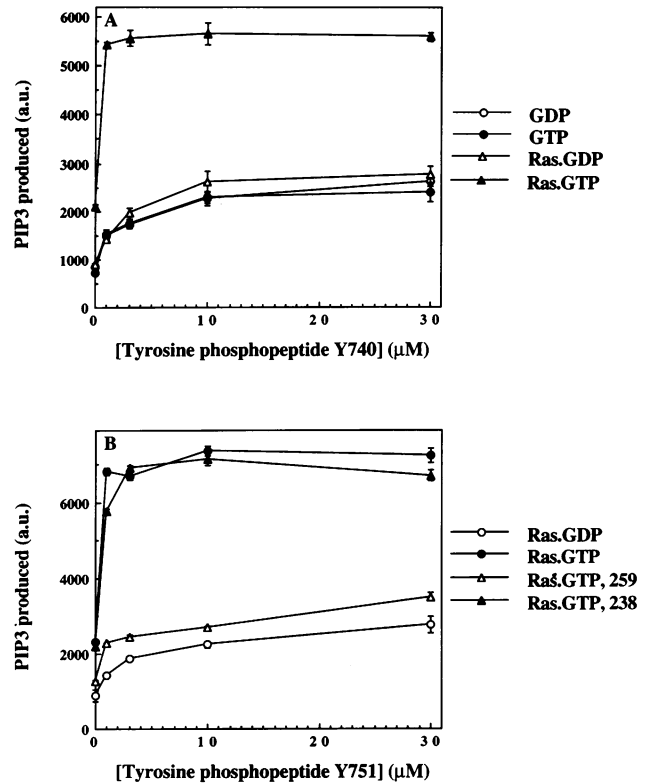 A
6000
5000
4000
3000
2000
1000
0
PIP3 produced (a.u.)
0 10 20 30
[Tyrosine phosphopeptide Y740] (μM)
GDP
GTP
Ras.GDP
Ras.GTP
B
6000
4000
2000
0
PIP3 produced (a.u.)
0 10 20 30
[Tyrosine phosphopeptide Y751] (μM)
Ras.GDP
Ras.GTP
Ras.GTP, 259
Ras.GTP, 238